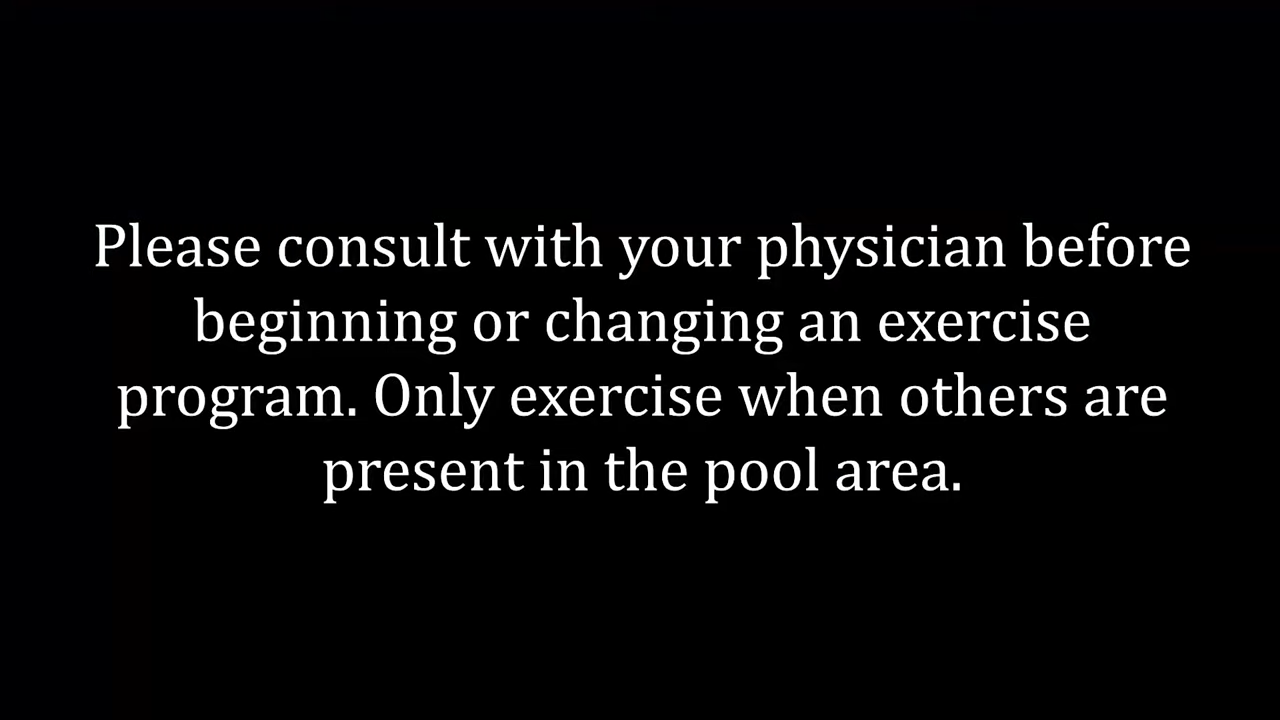 Please consult with your physician before
beginning or changing an exercise
program. Only exercise when others are
present in the pool area.